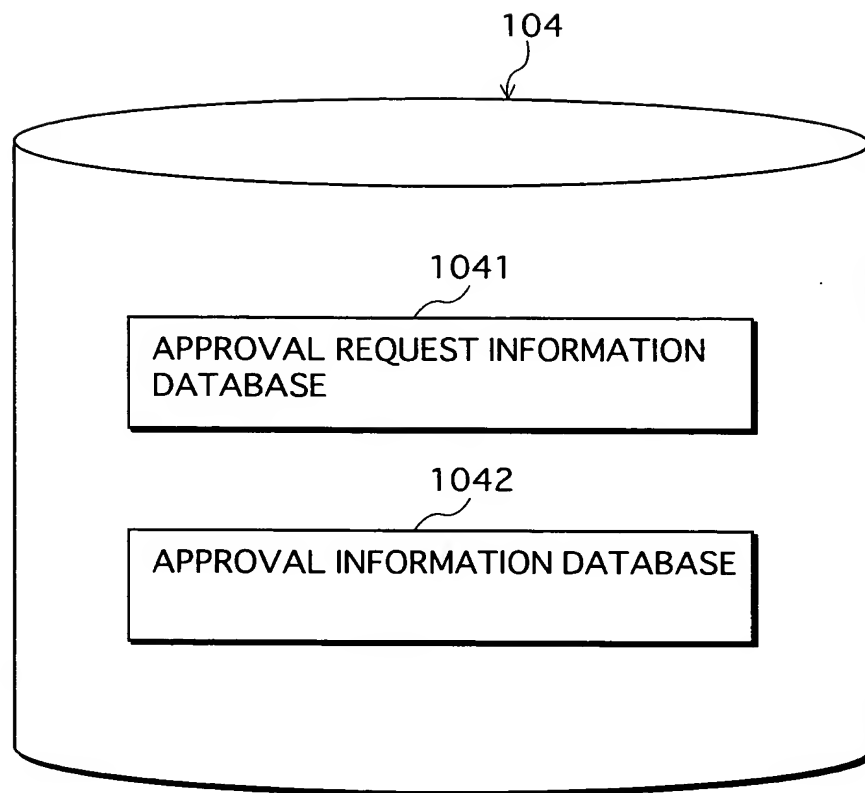 104
1041
APPROVAL REQUEST INFORMATION
DATABASE
1042
APPROVAL INFORMATION DATABASE